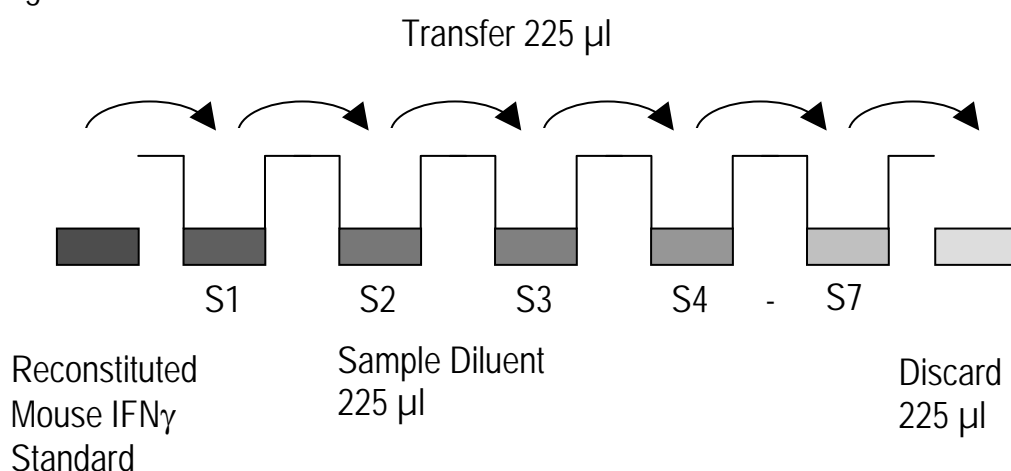 Transfer 225 µl
S1 S2 S3 S4 - S7
Reconstituted
Mouse IFNγ
Standard
Sample Diluent
225 µl
Discard
225 µl